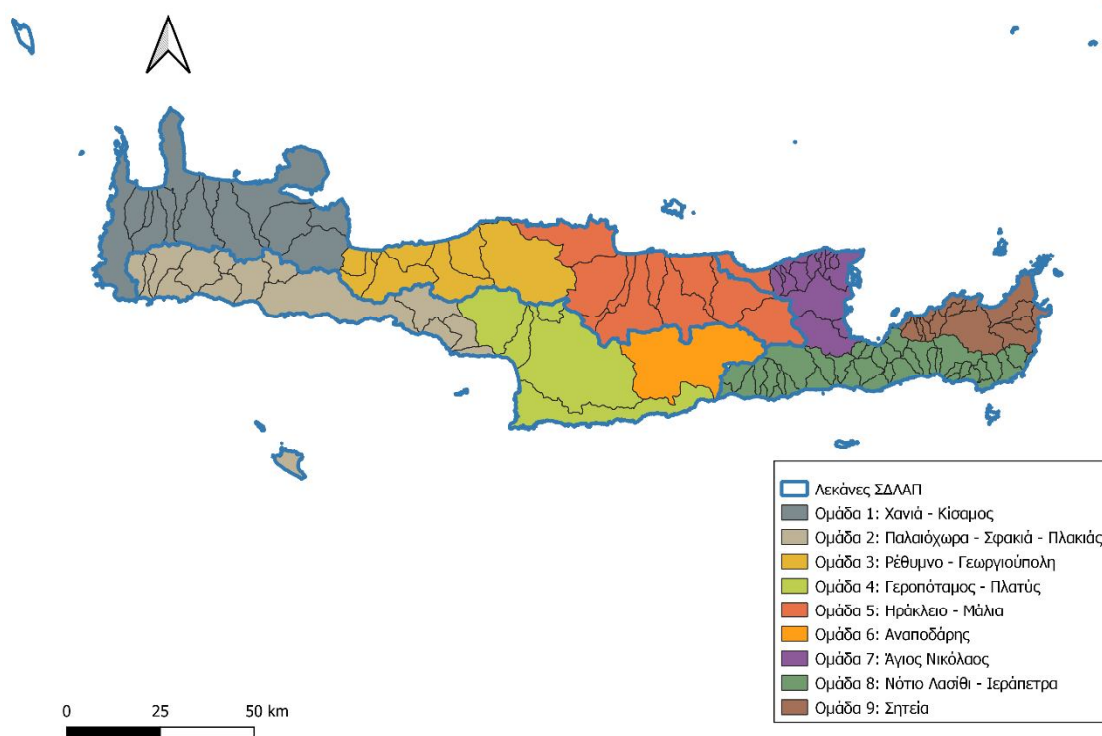 Λεκάνες ΣΔΛΑΠ
Ομάδα 1: Χανιά - Κίσαμος
Ομάδα 2: Παλαιόχωρα - Σφακιά - Πλακιάς
Ομάδα 3: Ρέθυμνο - Γεωργιούπολη
Ομάδα 4: Γεροπόταμος - Πλατύς
Ομάδα 5: Ηράκλειο - Μάλια
Ομάδα 6: Αναποδάρης
Ομάδα 7: Άγιος Νικόλαος
Ομάδα 8: Νότιο Λασίθι - Ιεράπετρα
Ομάδα 9: Σητεία
0 25 50 km